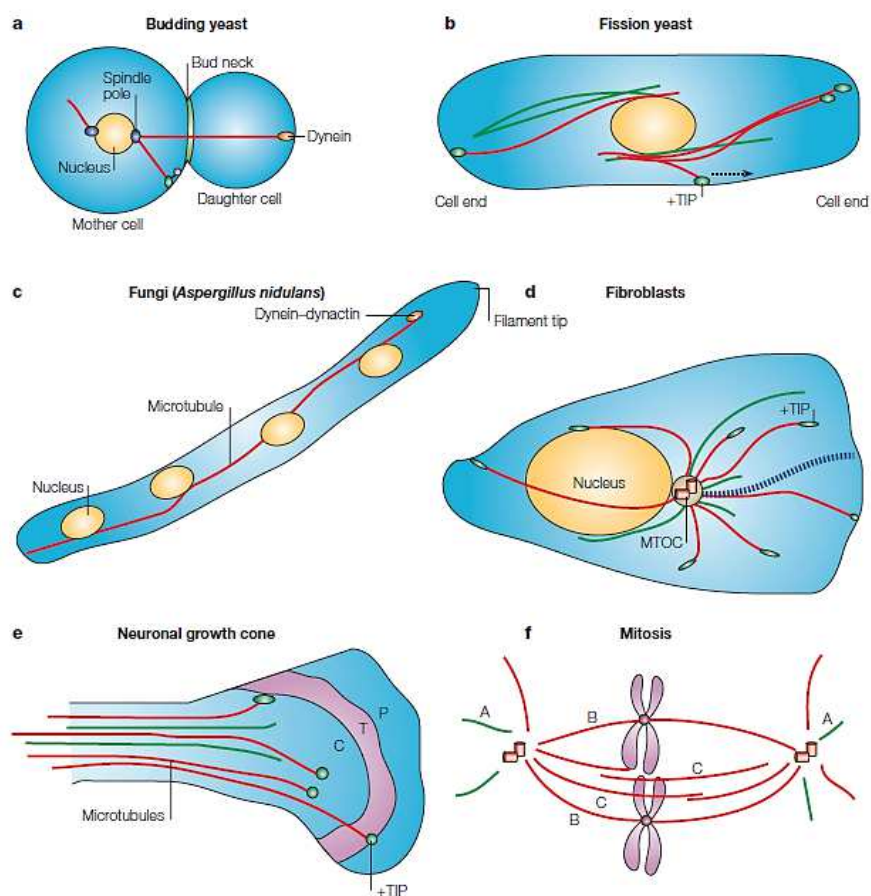 a Budding yeast
Bud neck
Spindle
pole
Nucleus
Dynein
Daughter cell
Mother cell
b Fission yeast
Cell end
+TIP
Cell end
c Fungi (Aspergillus nidulans)
Dynein–dynactin
Filament tip
Microtubule
Nucleus
d Fibroblasts
+TIP
Nucleus
MTOC
e Neuronal growth cone
P
T
C
Microtubules
+TIP
f Mitosis
A
B
A
C
C
B